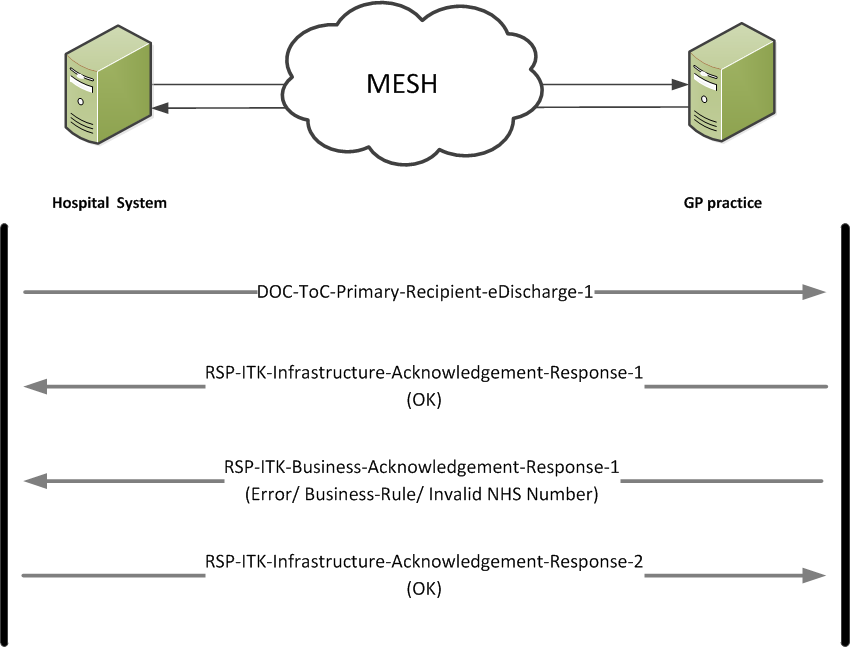 MESH
Hospital System
GP practice
DOC-ToC-Primary-Recipient-eDischarge-1
RSP-ITK-Infrastructure-Acknowledgement-Response-1
(OK)
RSP-ITK-Business-Acknowledgement-Response-1
(Error/ Business-Rule/ Invalid NHS Number)
RSP-ITK-Infrastructure-Acknowledgement-Response-2
(OK)